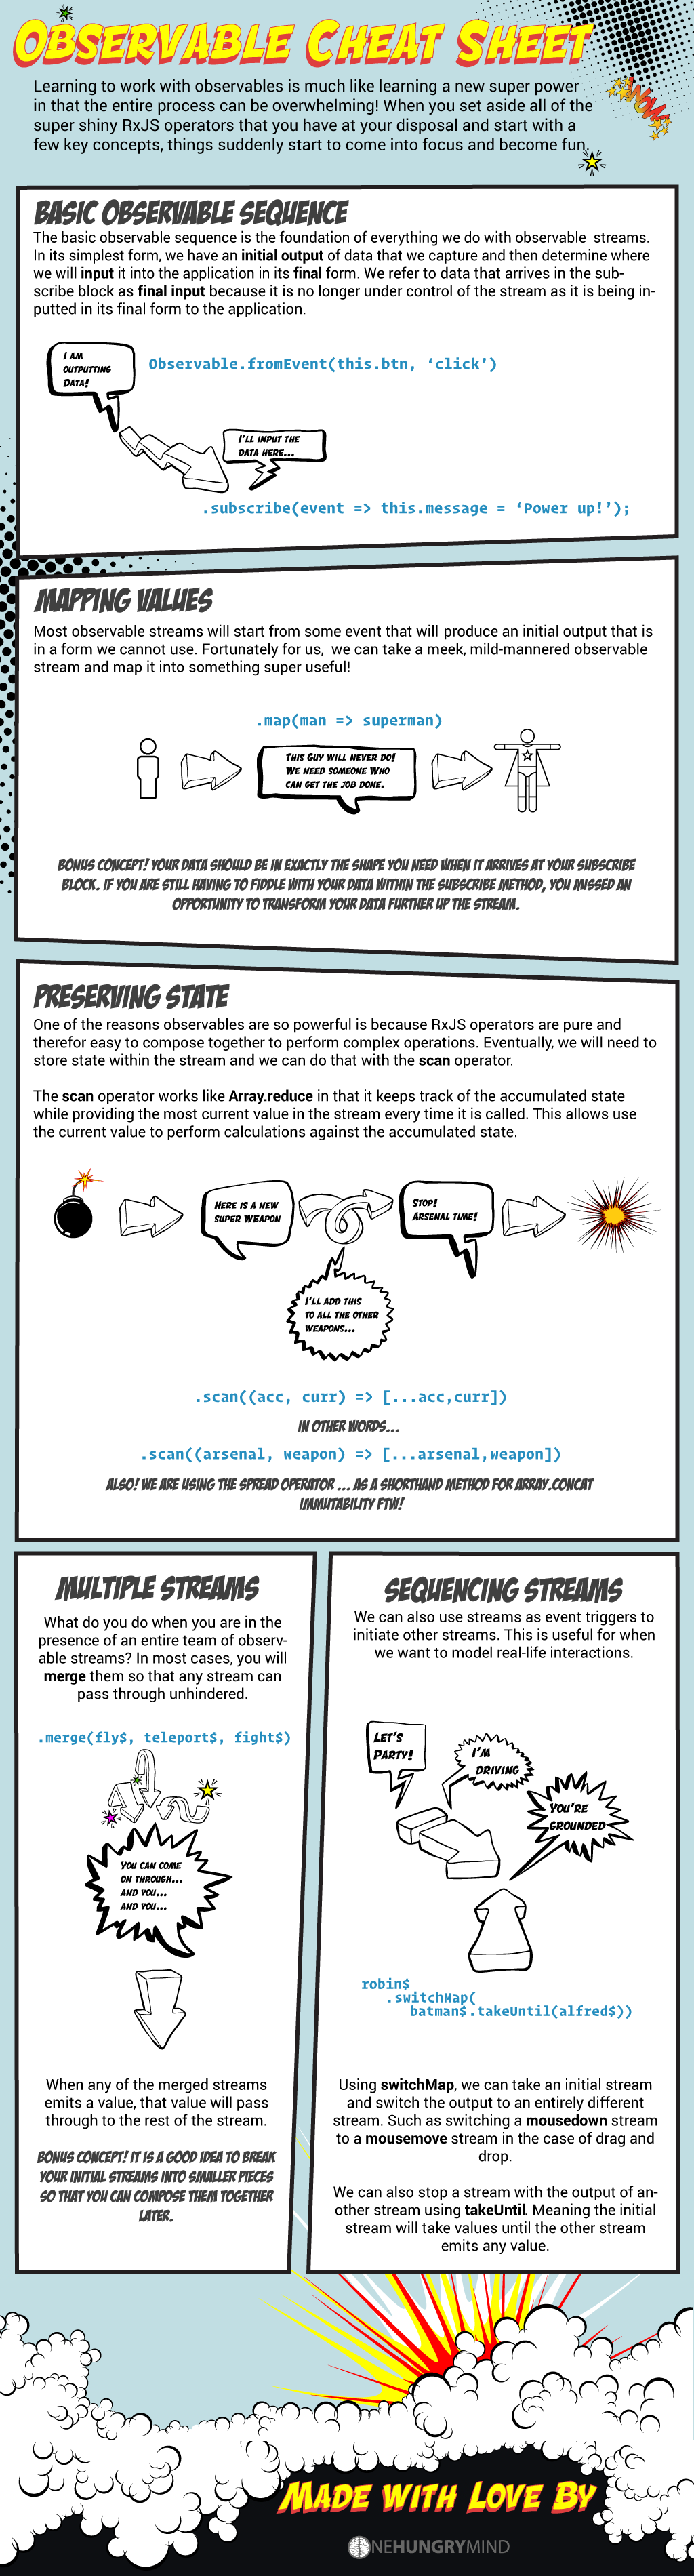 Observable Cheat Sheet
Learning to work with observables is much like learning a new super power
in that the entire process can be overwhelming! When you set aside all of the
super shiny RxJS operators that you have at your disposal and start with a
few key concepts, things suddenly start to come into focus and become fun.
WOW
BASIC OBSERVABLE SEQUENCE
The basic observable sequence is the foundation of everything we do with observable streams.
In its simplest form, we have an initial output of data that we capture and then determine where
we will input it into the application in its final form. We refer to data that arrives in the sub-
scribe block as final input because it is no longer under control of the stream as it is being in-
putted in its final form to the application.
I AM
OUTPUTTING
DATA!
Observable.fromEvent(this.btn, ‘click’)
I'LL INPUT THE
DATA HERE...
.subscribe(event => this.message = ‘Power up!’);
MAPPING VALUES
Most observable streams will start from some event that will produce an initial output that is
in a form we cannot use. Fortunately for us, we can take a meek, mild-mannered observable
stream and map it into something super useful!
.map(man => superman)
THIS GUY WILL NEVER DO!
WE NEED SOMEONE WHO
CAN GET THE JOB DONE.
BONUS CONCEPT! YOUR DATA SHOULD BE IN EXACTLY THE SHAPE YOU NEED WHEN IT ARRIVES AT YOUR SUBSCRIBE
BLOCK. IF YOU ARE STILL HAVING TO FIDDLE WITH YOUR DATA WITHIN THE SUBSCRIBE METHOD, YOU MISSED AN
OPPORTUNITY TO TRANSFORM YOUR DATA FURTHER UP THE STREAM.
PRESERVING STATE
One of the reasons observables are so powerful is because RxJS operators are pure and
therefor easy to compose together to perform complex operations. Eventually, we will need to
store state within the stream and we can do that with the scan operator.
The scan operator works like Array.reduce in that it keeps track of the accumulated state
while providing the most current value in the stream every time it is called. This allows use
the current value to perform calculations against the accumulated state.
HERE IS A NEW
SUPER WEAPON
STOP!
ARSENAL TIME!
I'LL ADD THIS
TO ALL THE OTHER
WEAPONS...
.scan((acc, curr) => [...acc,curr])
IN OTHER WORDS...
.scan((arsenal, weapon) => [...arsenal,weapon])
ALSO! WE ARE USING THE SPREAD OPERATOR ... AS A SHORTHAND METHOD FOR ARRAY.CONCAT
IMMUTABILITY FTW!
MULTIPLE STREAMS
What do you do when you are in the
presence of an entire team of observ-
able streams? In most cases, you will
merge them so that any stream can
pass through unhindered.
.merge(fly$, teleport$, fight$)
YOU CAN COME
ON THROUGH...
AND YOU...
AND YOU...
When any of the merged streams
emits a value, that value will pass
through to the rest of the stream.
BONUS CONCEPT! IT IS A GOOD IDEA TO BREAK
YOUR INITIAL STREAMS INTO SMALLER PIECES
SO THAT YOU CAN COMPOSE THEM TOGETHER
LATER.
SEQUENCING STREAMS
We can also use streams as event triggers to
initiate other streams. This is useful for when
we want to model real-life interactions.
LET'S
PARTY!
I'M
DRIVING
YOU'RE
GROUNDED
robin$
.switchMap(
batman$.takeUntil(alfred$))
Using switchMap, we can take an initial stream
and switch the output to an entirely different
stream. Such as switching a mousedown stream
to a mousemove stream in the case of drag and
drop.
We can also stop a stream with the output of an-
other stream using takeUntil. Meaning the initial
stream will take values until the other stream
emits any value.
MADE WITH LOVE BY
ONEHUNGRYMIND